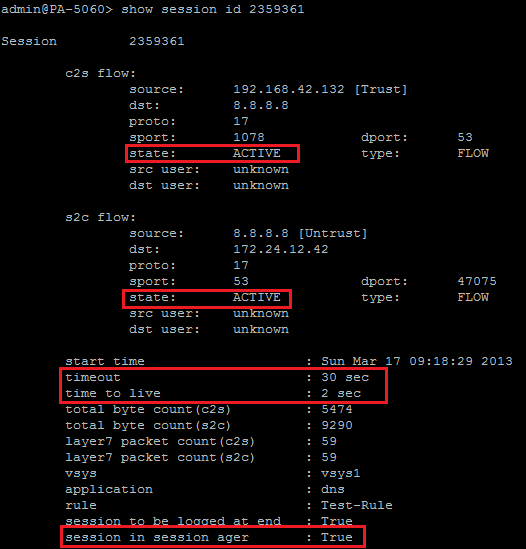 admin@PA-5060> show session id 2359361
Session 2359361
c2s flow:
source: 192.168.42.132 [Trust]
dst: 8.8.8.8
proto: 17
sport: 1078 dport: 53
state: ACTIVE type: FLOW
src user: unknown
dst user: unknown
s2c flow:
source: 8.8.8.8 [Untrust]
dst: 172.24.12.42
proto: 17
sport: 53 dport: 47075
state: ACTIVE type: FLOW
src user: unknown
dst user: unknown
start time : Sun Mar 17 09:18:29 2013
timeout : 30 sec
time to live : 2 sec
total byte count(c2s) : 5474
total byte count(s2c) : 9290
layer7 packet count(c2s) : 59
layer7 packet count(s2c) : 59
vsys : vsys1
application : dns
rule : Test-Rule
session to be logged at end : True
session in session ager : True